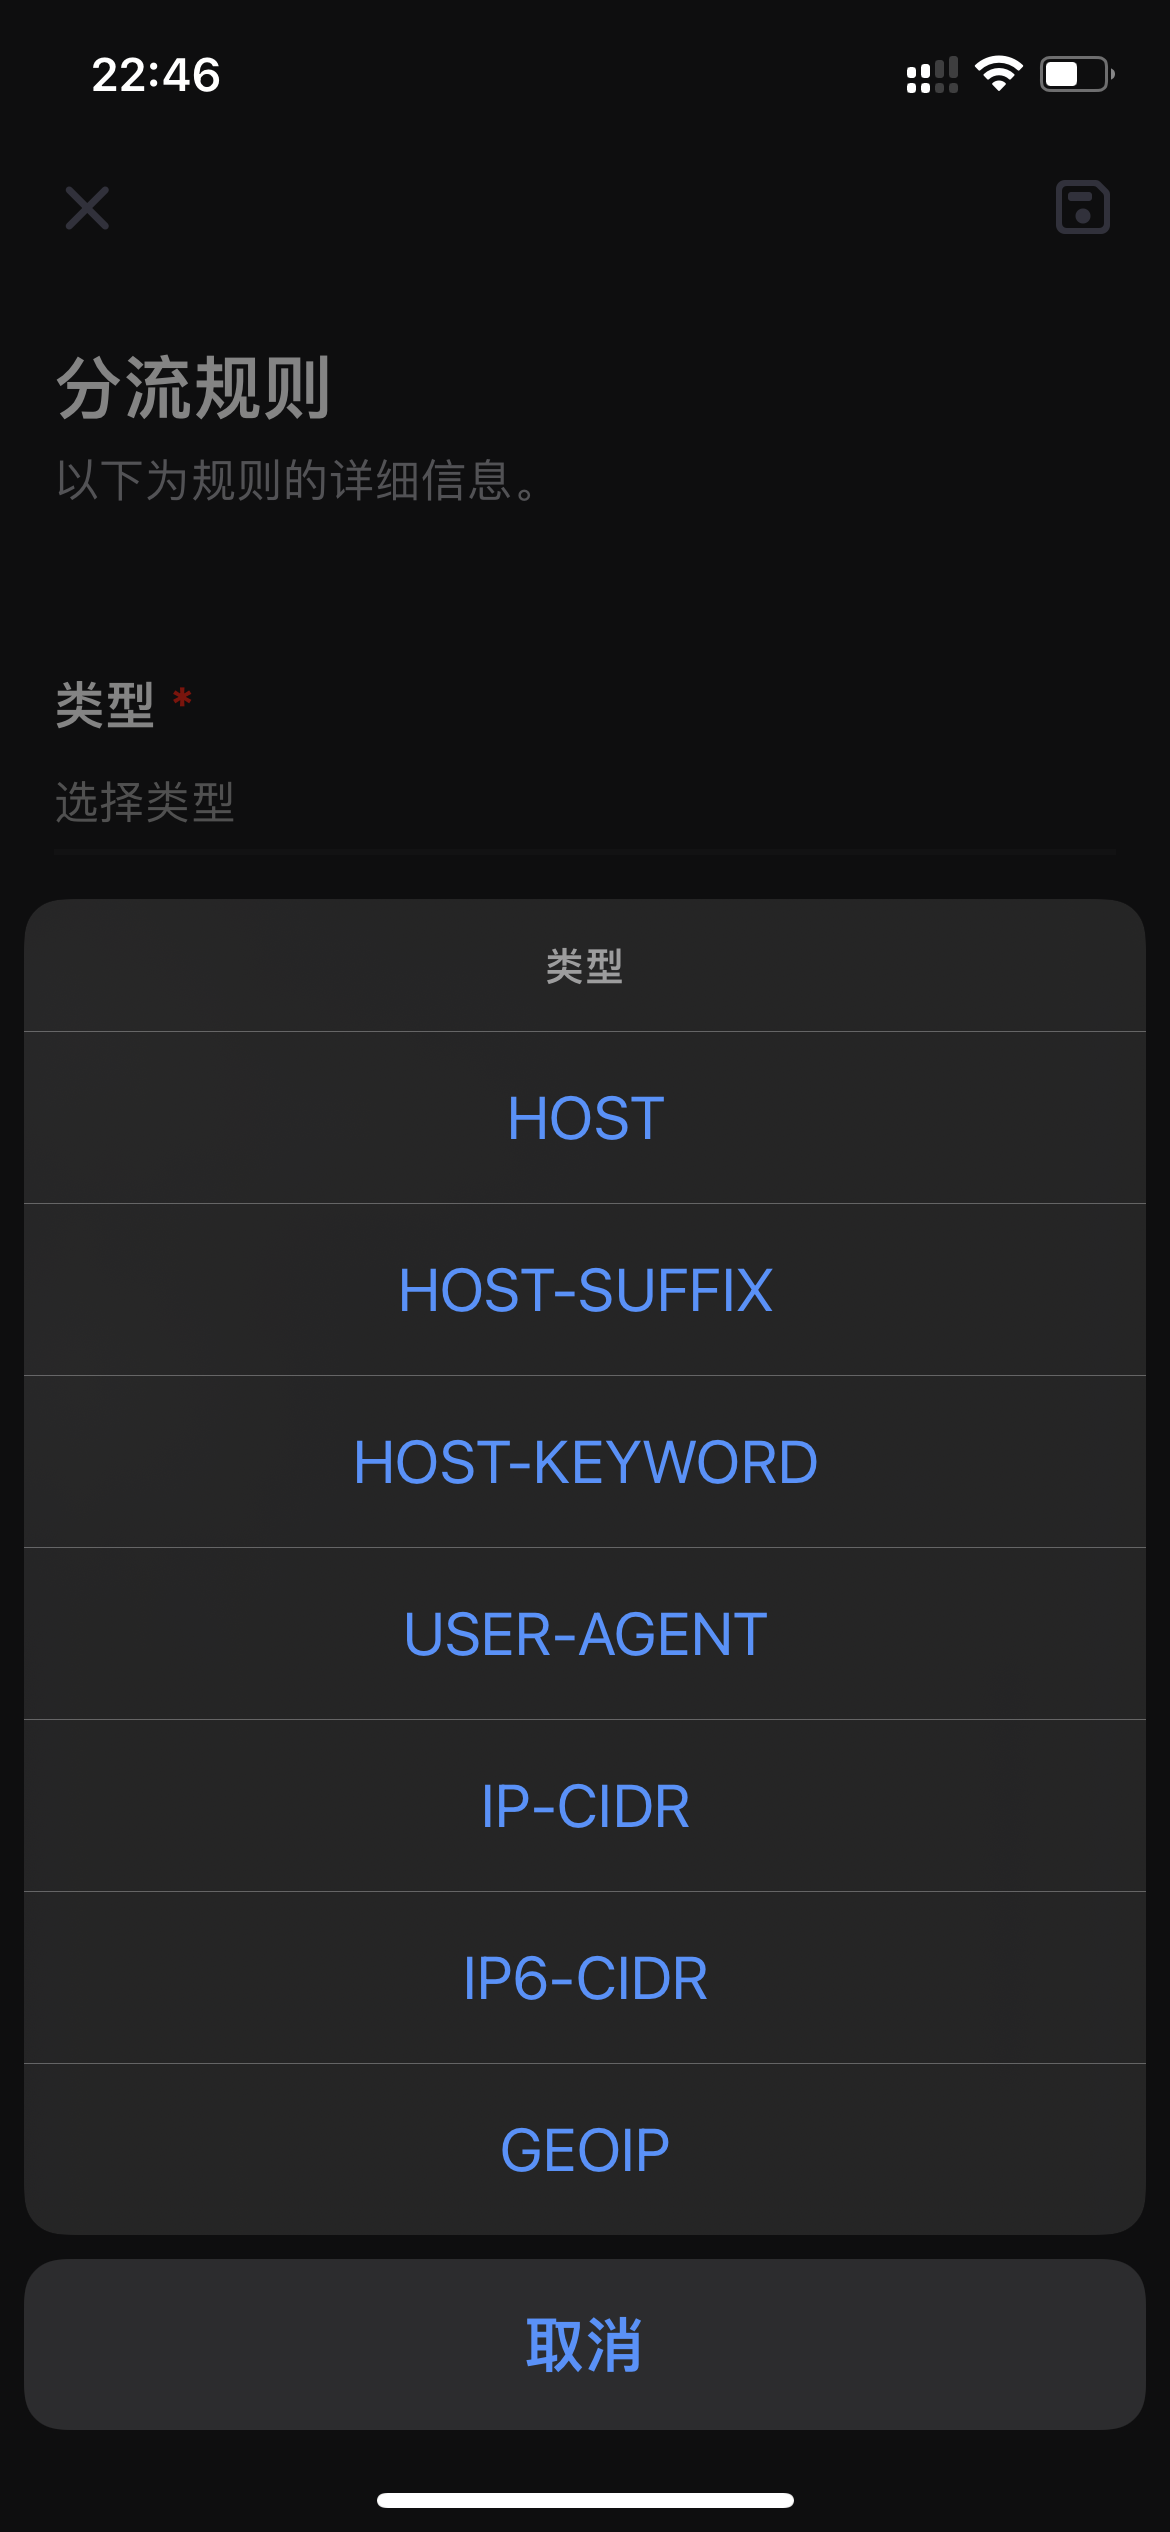 22:46
分流规则
以下为规则的详细信息。
类型 *
选择类型
类型
HOST
HOST-SUFFIX
HOST-KEYWORD
USER-AGENT
IP-CIDR
IP6-CIDR
GEOIP
取消